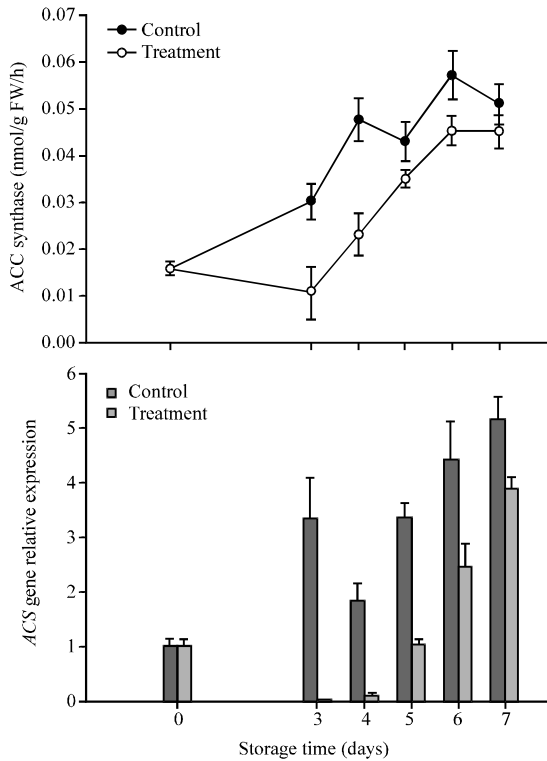 0.07
0.06
0.05
0.04
0.03
0.02
0.01
0.00
ACC synthase (nmol/g FW/h)
Control
Treatment
6
5
4
3
2
1
0
ACS gene relative expression
Control
Treatment
0 3 4 5 6 7
Storage time (days)